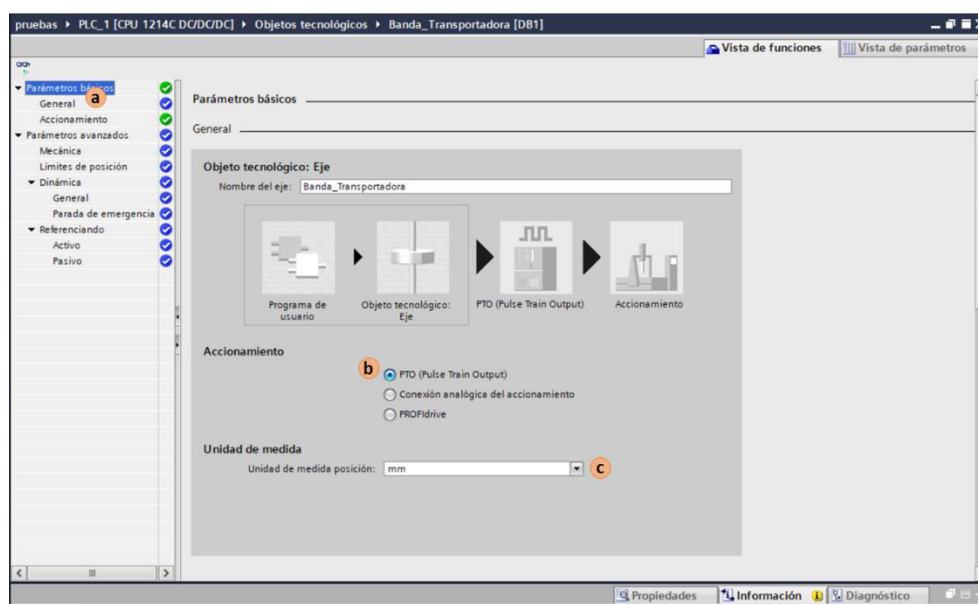 pruebas ▸ PLC_1 [CPU 1214C DC/DC/DC] ▸ Objetos tecnológicos ▸ Banda_Transportadora [DB1]
Vista de funciones
Vista de parámetros
Parámetros básicos
a
General
Accionamiento
Parámetros avanzados
Mecánica
Límites de posición
Dinámica
General
Parada de emergencia
Referenciando
Activo
Pasivo
Parámetros básicos
General
Objeto tecnológico: Eje
Nombre del eje: Banda_Transportadora
Programa de usuario
Objeto tecnológico: Eje
PTO (Pulse Train Output)
Accionamiento
Accionamiento
b
PTO (Pulse Train Output)
Conexión analógica del accionamiento
PROFIdrive
Unidad de medida
Unidad de medida posición: mm
c
Propiedades
Información
Diagnóstico